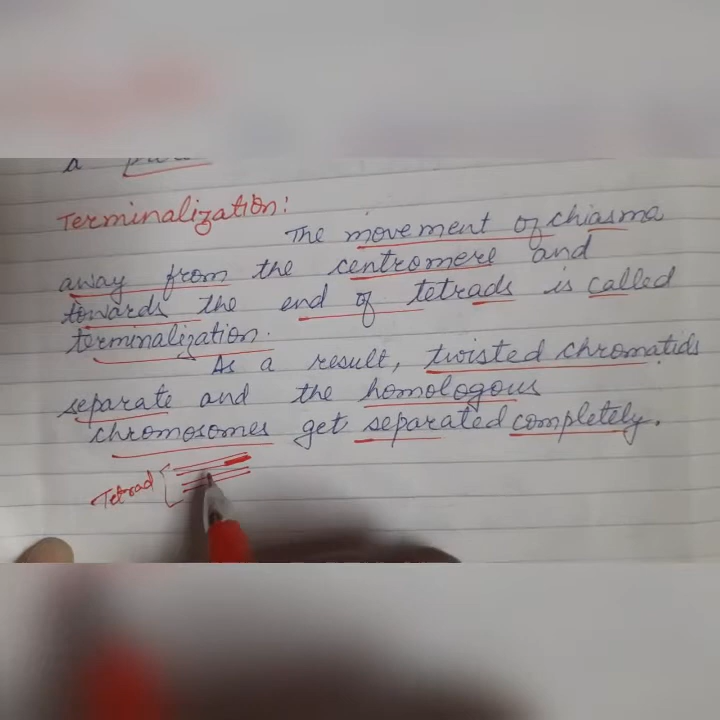 a
Terminalization:
The movement of chiasma
away from the centromere and
towards the end of tetrads is called
terminalization.
As a result, twisted chromatids
separate and the homologous
chromosomes get separated completely.
Tetrad